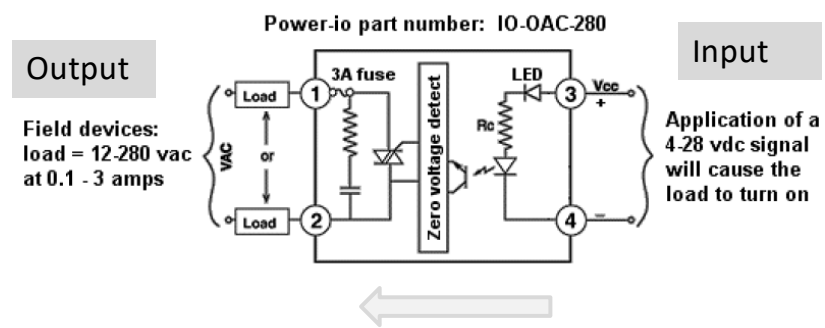 Power-io part number: IO-OAC-280
Output
Input
Field devices:
load = 12-280 vac
at 0.1 - 3 amps
VAC
Load
or
Load
1
2
3A fuse
Zero voltage detect
LED
Rc
3
4
Vcc
+
–
Application of a
4-28 vdc signal
will cause the
load to turn on